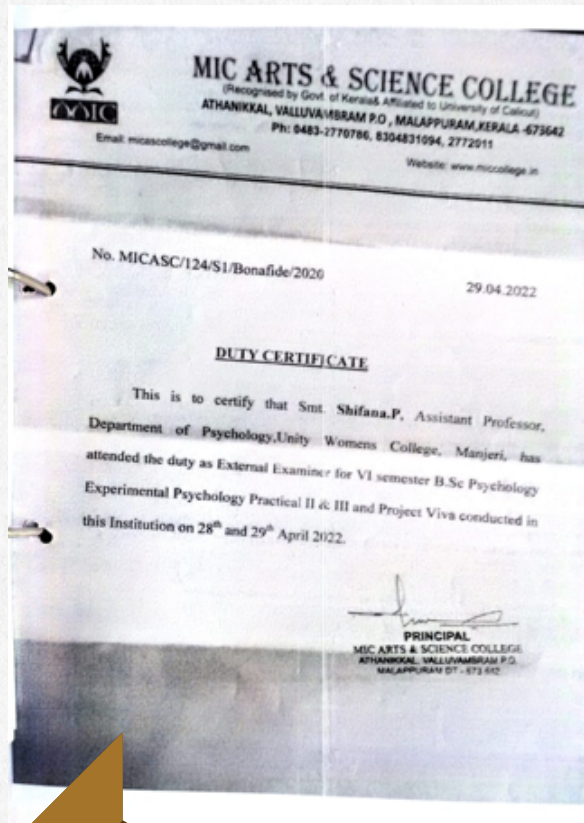 MIC
MIC ARTS & SCIENCE COLLEGE
(Recognised by Govt. of Kerala& Affiliated to University of Calicut)
ATHANIKKAL, VALLUVAMBRAM P.O , MALAPPURAM,KERALA -673642
Ph: 0483-2770786, 8304831094, 2772011
Email: micascollege@gmail.com
Website: www.miccollege.in
No. MICASC/124/S1/Bonafide/2020
29.04.2022
DUTY CERTIFICATE
This is to certify that Smt. Shifana.P, Assistant Professor,
Department of Psychology,Unity Womens College, Manjeri, has
attended the duty as External Examiner for VI semester B.Sc Psychology
Experimental Psychology Practical II & III and Project Viva conducted in
this Institution on 28th and 29th April 2022.
PRINCIPAL
MIC ARTS & SCIENCE COLLEGE
ATHANIKKAL, VALLUVAMBRAM P.O.
MALAPPURAM DT - 673 642